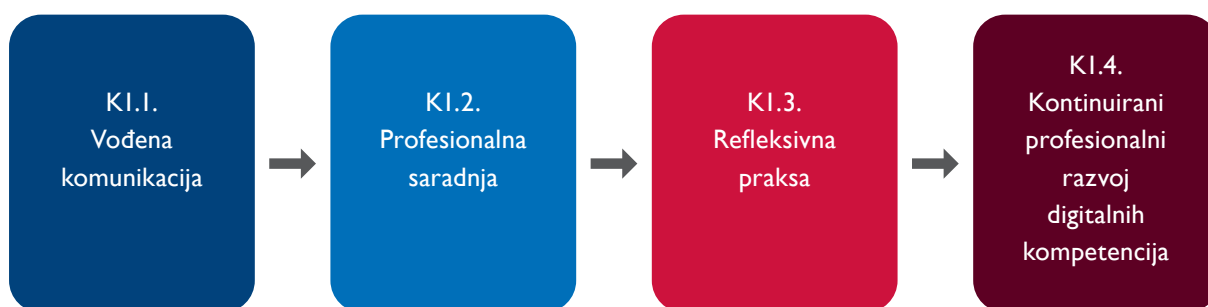 K1.1.
Vođena
komunikacija
K1.2.
Profesionalna
saradnja
K1.3.
Refleksivna
praksa
K1.4.
Kontinuirani
profesionalni
razvoj
digitalnih
kompetencija